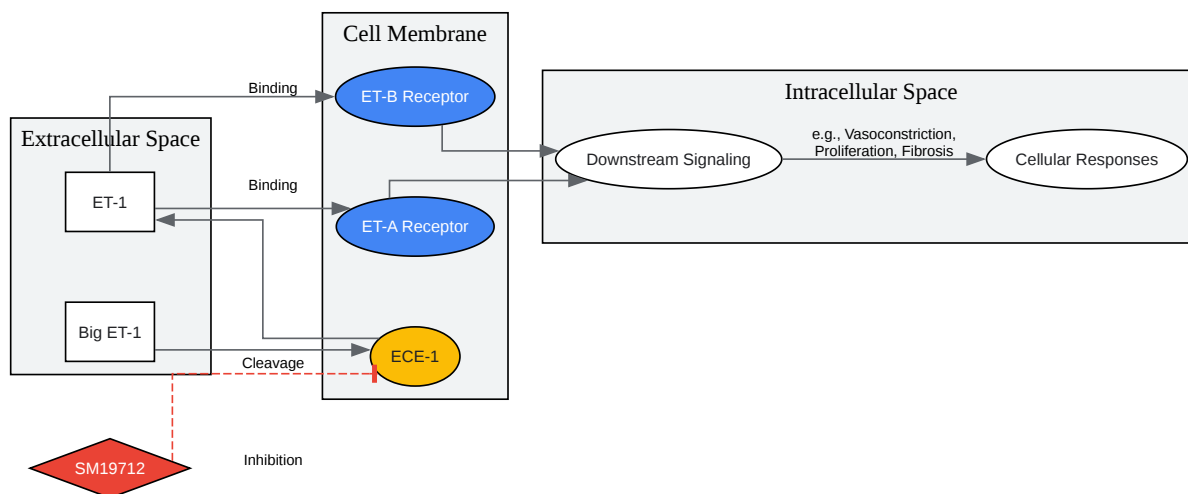 Cell Membrane
Binding
ET-B Receptor
Intracellular Space
Extracellular Space
e.g., Vasoconstriction,
Proliferation, Fibrosis
Downstream Signaling
Cellular Responses
Binding
ET-1
ET-A Receptor
Big ET-1
Cleavage
ECE-1
SM19712
Inhibition